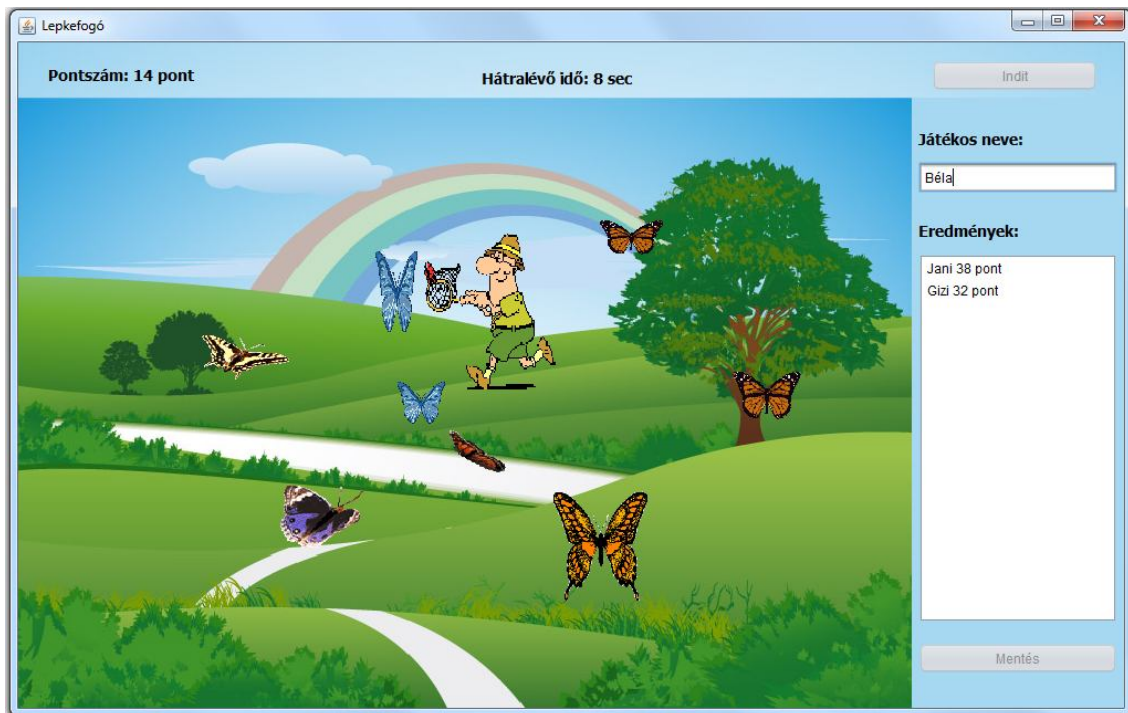 Lepkefogó
Pontszám: 14 pont
Hátralévő idő: 8 sec
Indit
Játékos neve:
Béla
Eredmények:
Jani 38 pont
Gizi 32 pont
Mentés